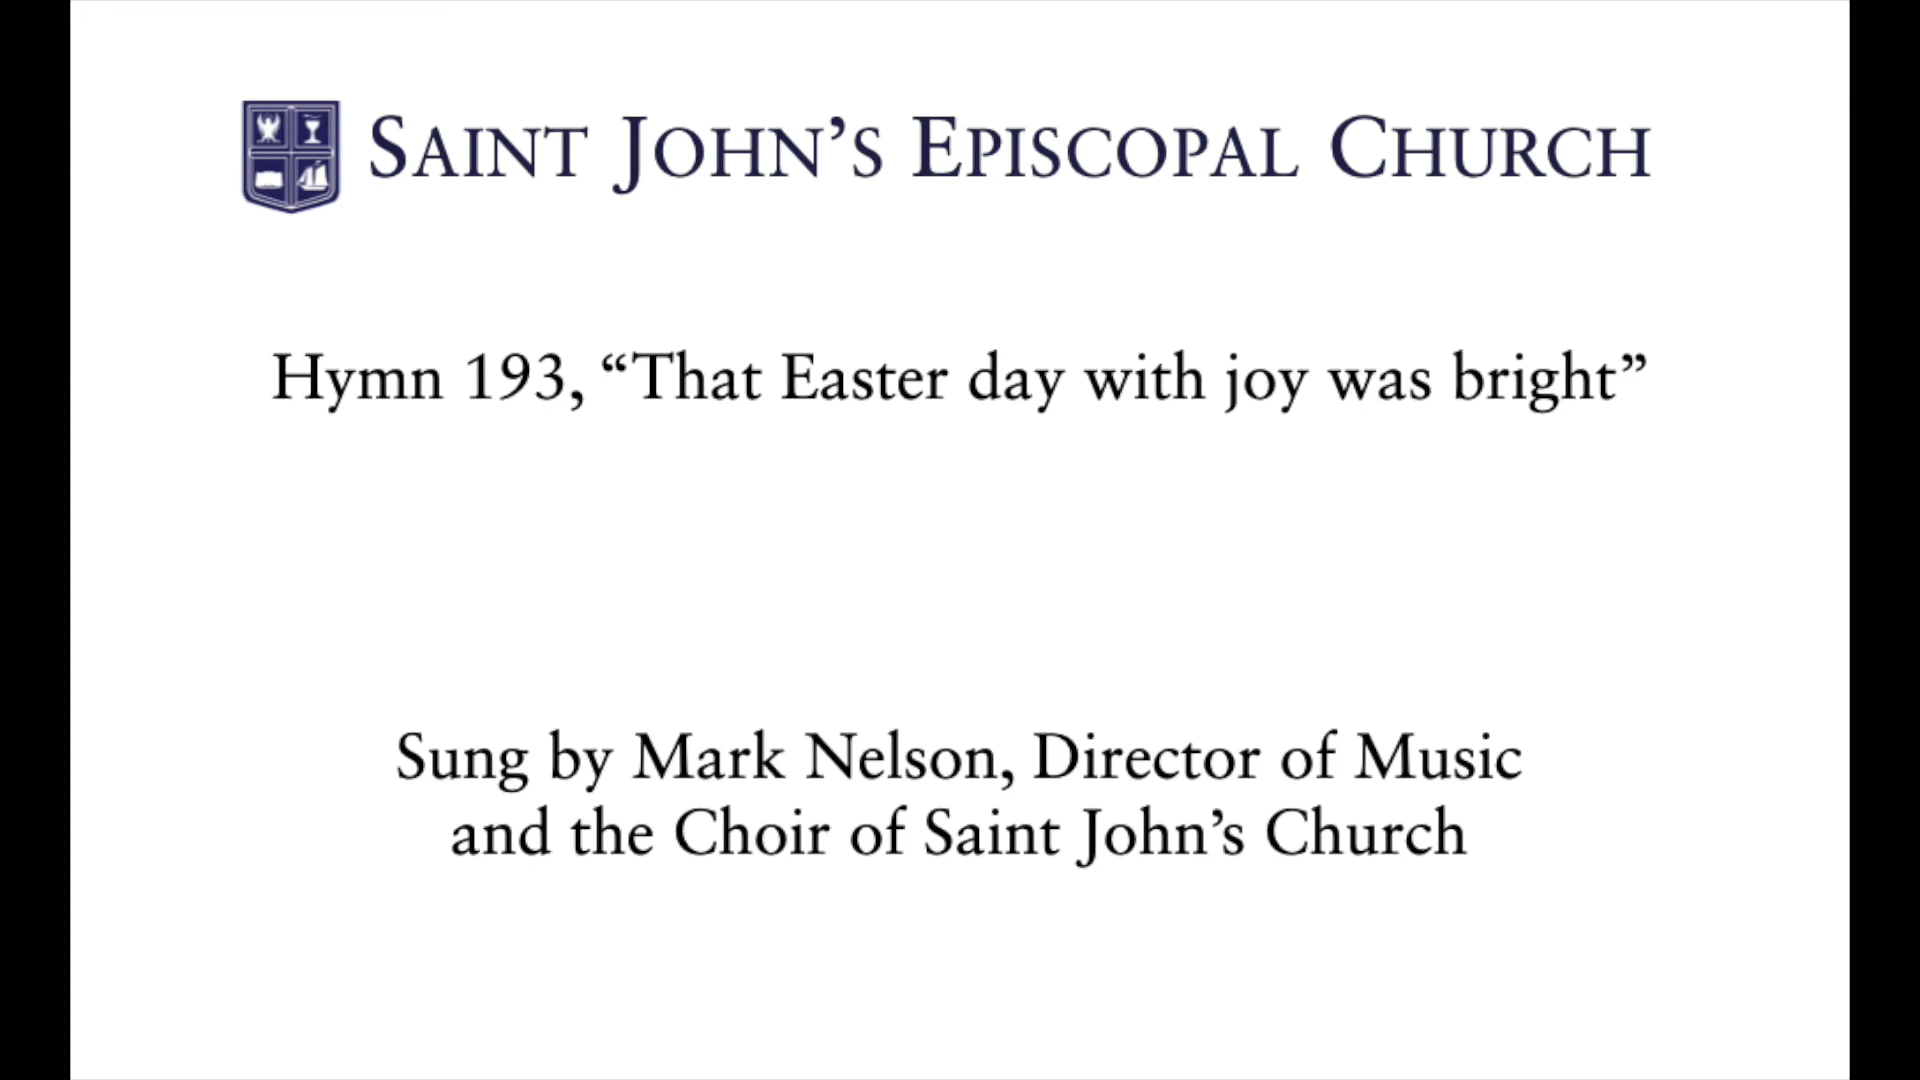 SAINT JOHN’S EPISCOPAL CHURCH
Hymn 193, “That Easter day with joy was bright”
Sung by Mark Nelson, Director of Music
and the Choir of Saint John’s Church